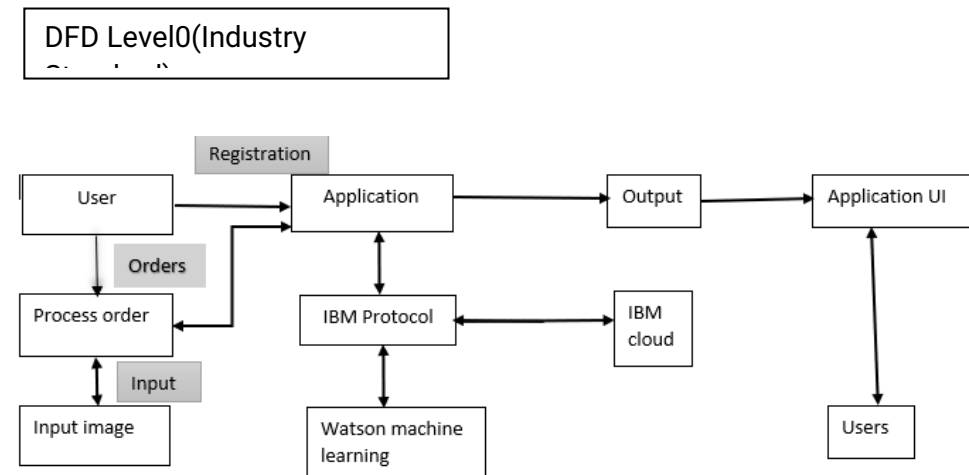 DFD Level0(Industry
Registration
User
Application
Output
Application UI
Orders
Process order
IBM Protocol
IBM
cloud
Input
Input image
Watson machine
learning
Users